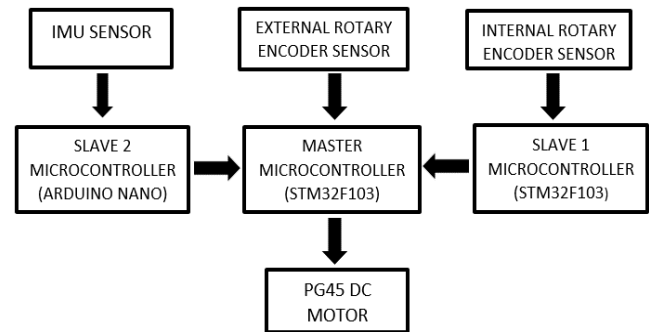 IMU SENSOR
EXTERNAL ROTARY
ENCODER SENSOR
INTERNAL ROTARY
ENCODER SENSOR
SLAVE 2
MICROCONTROLLER
(ARDUINO NANO)
MASTER
MICROCONTROLLER
(STM32F103)
SLAVE 1
MICROCONTROLLER
(STM32F103)
PG45 DC
MOTOR